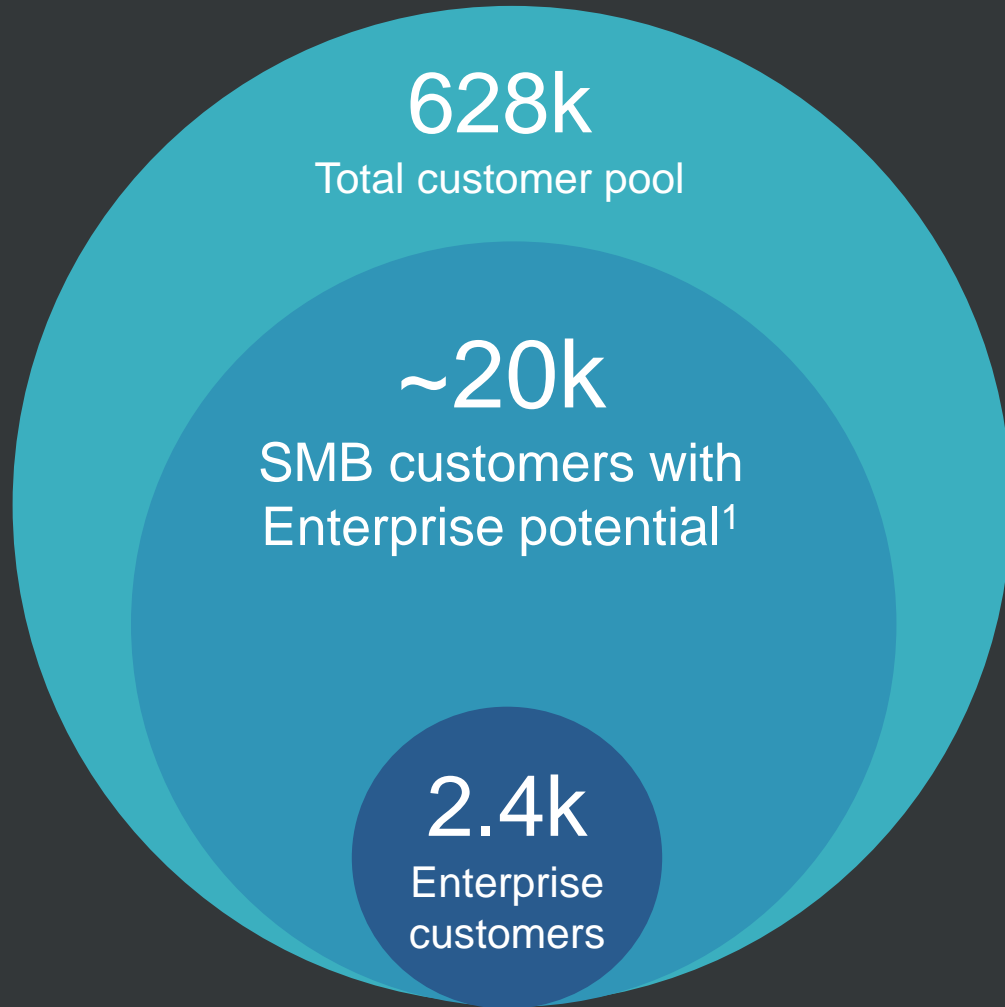 628k
Total customer pool
~20k
SMB customers with
Enterprise potential¹
2.4k
Enterprise
customers